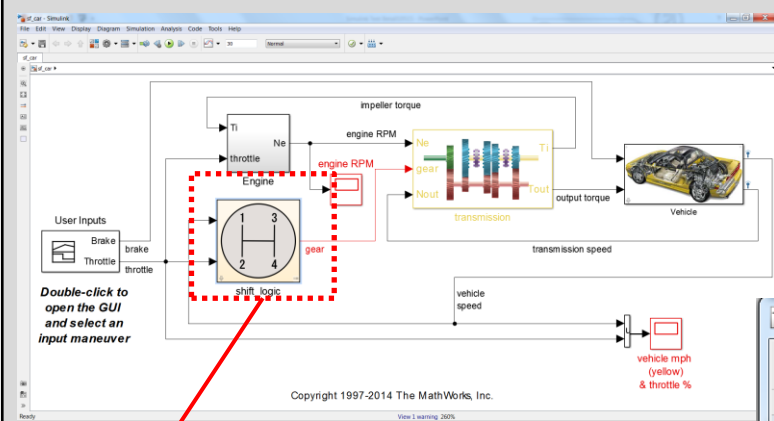 sf_car - Simulink
File Edit View Display Diagram Simulation Analysis Code Tools Help
30
Normal
sf_car
sf_car
impeller torque
Ti
Ne
throttle
Engine
engine RPM
engine RPM
Ne
gear
Nout
Ti
Tout
transmission
output torque
Vehicle
User Inputs
Brake
Throttle
brake
throttle
1 3
2 4
gear
shift_logic
transmission speed
Double-click to
open the GUI
and select an
input maneuver
vehicle
speed
vehicle mph
(yellow)
& throttle %
Copyright 1997-2014 The MathWorks, Inc.
Ready
View 1 warning 260%